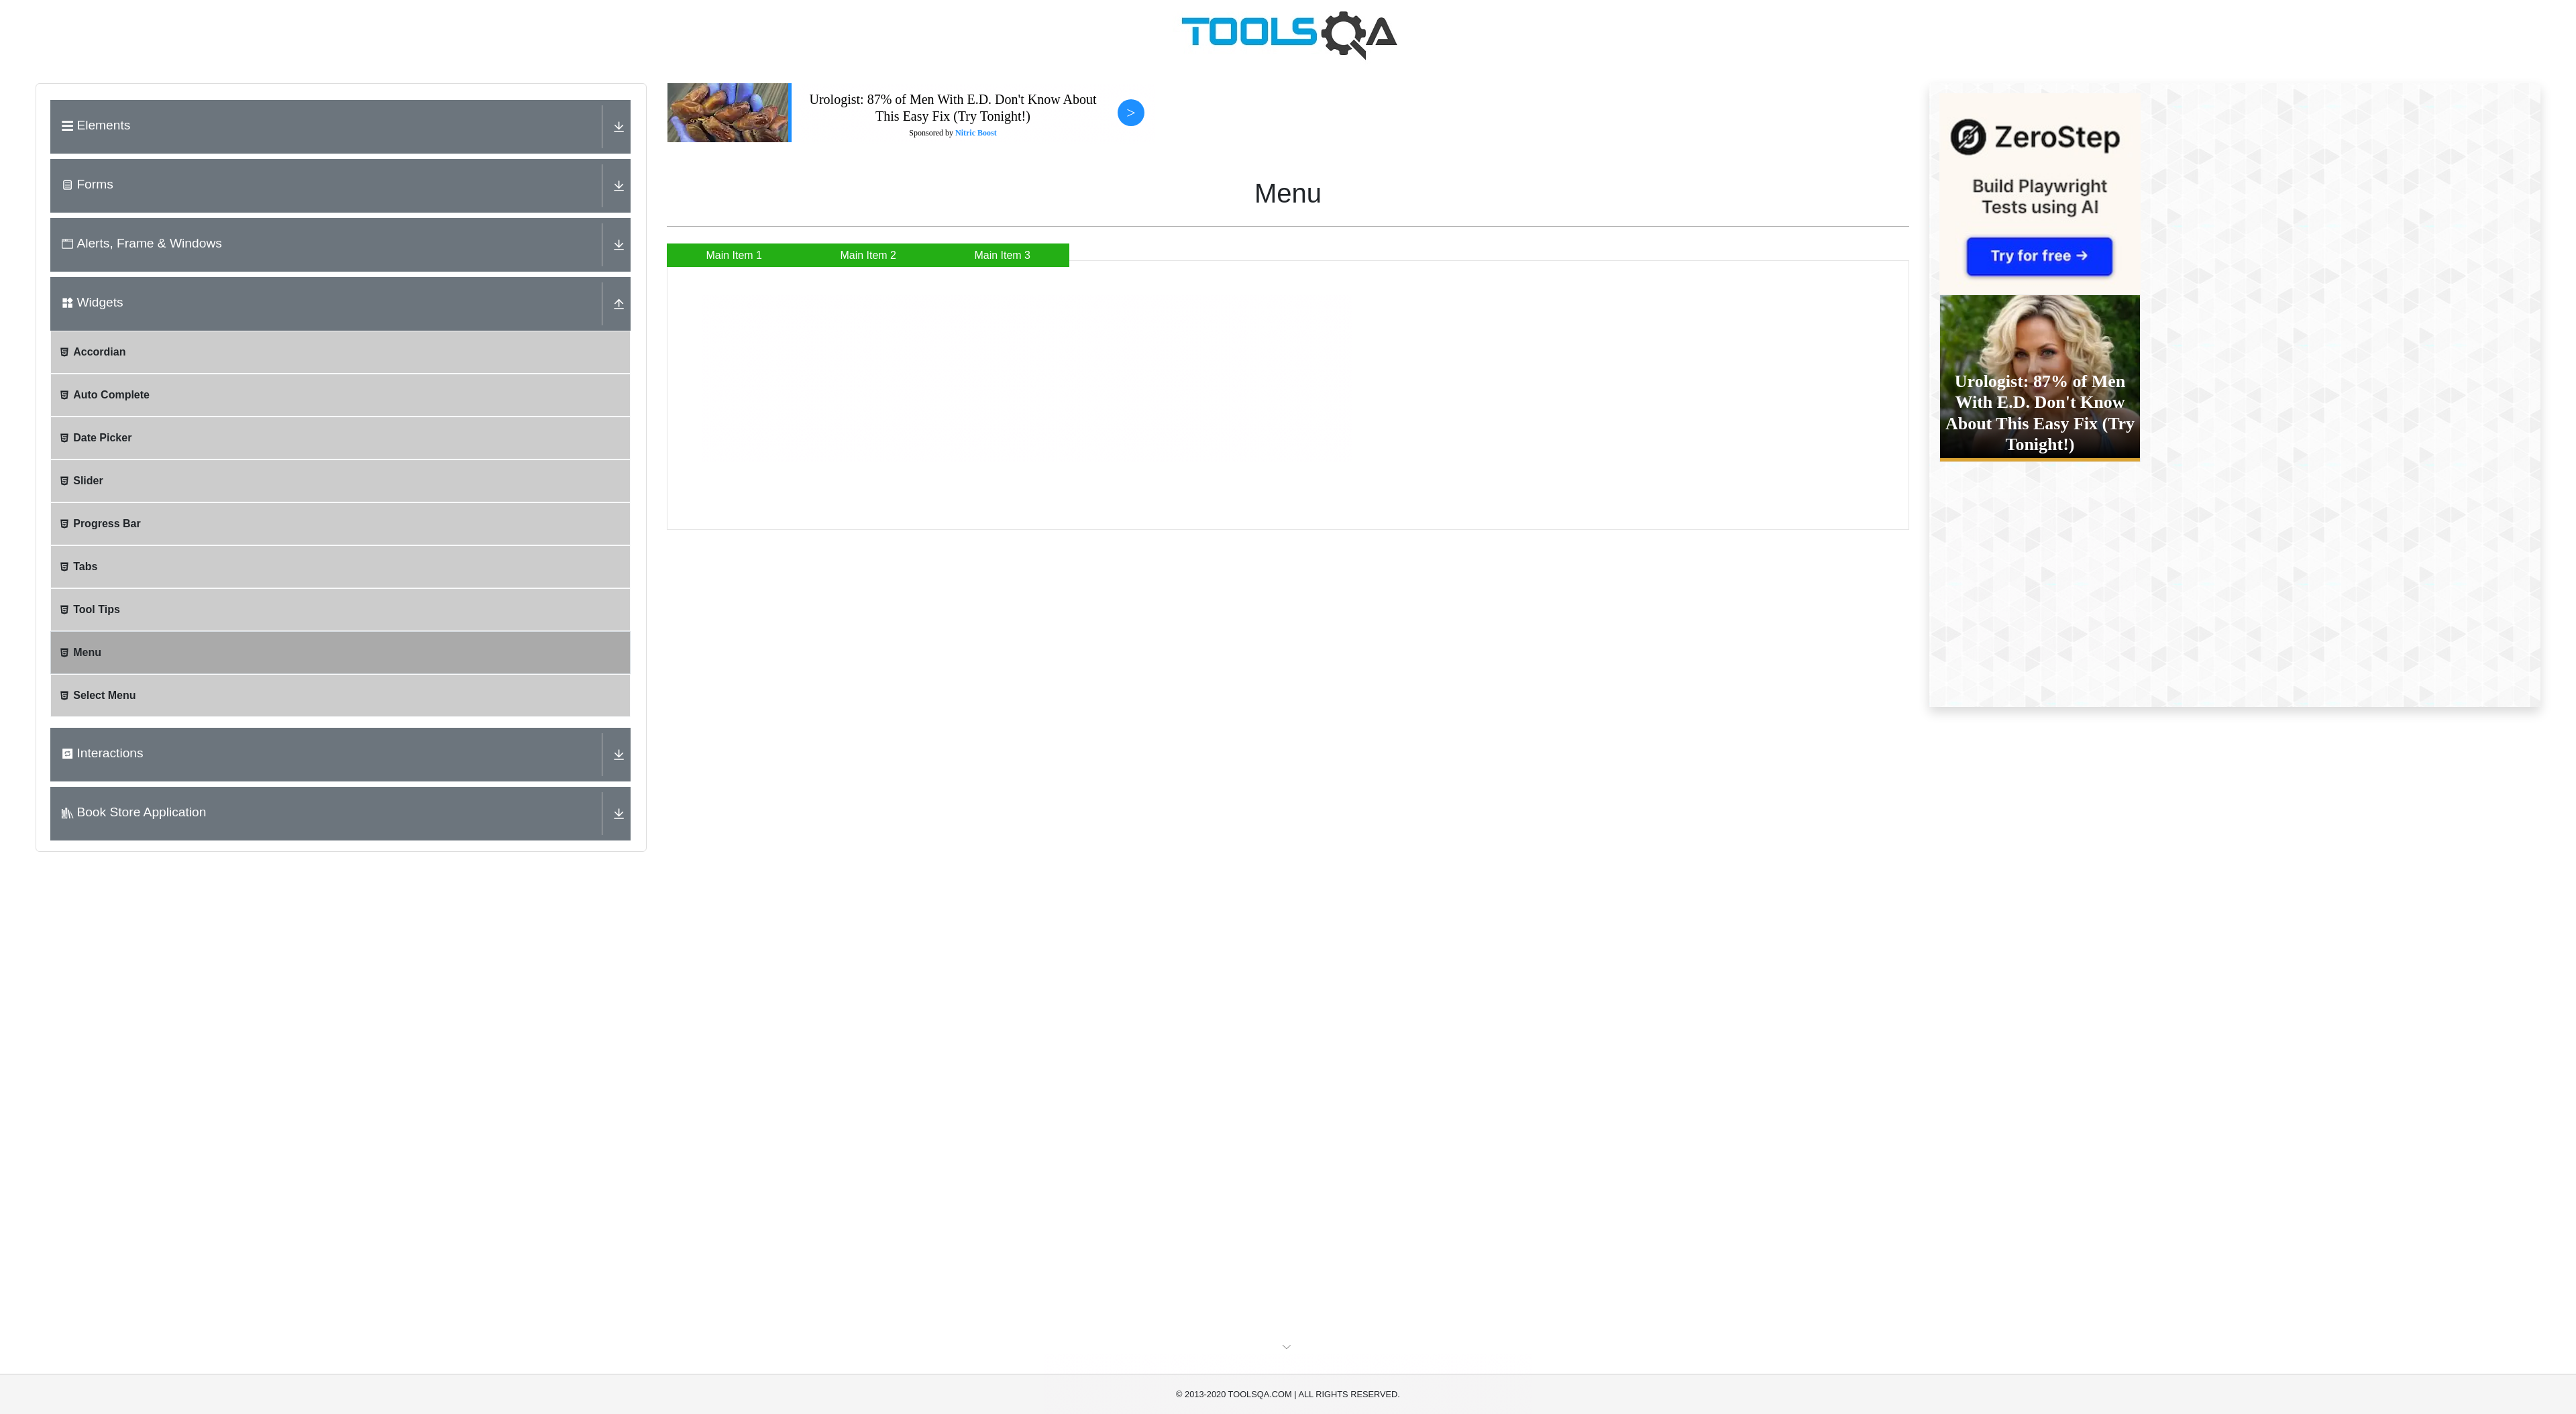 TOOLSQA
Elements
Forms
Alerts, Frame & Windows
Widgets
Accordian
Auto Complete
Date Picker
Slider
Progress Bar
Tabs
Tool Tips
Menu
Select Menu
Interactions
Book Store Application
Urologist: 87% of Men With E.D. Don't Know About
This Easy Fix (Try Tonight!)
Sponsored by Nitric Boost
>
Menu
Main Item 1
Main Item 2
Main Item 3
ZeroStep
Build Playwright
Tests using AI
Try for free →
Urologist: 87% of Men
With E.D. Don't Know
About This Easy Fix (Try
Tonight!)
© 2013-2020 TOOLSQA.COM | ALL RIGHTS RESERVED.